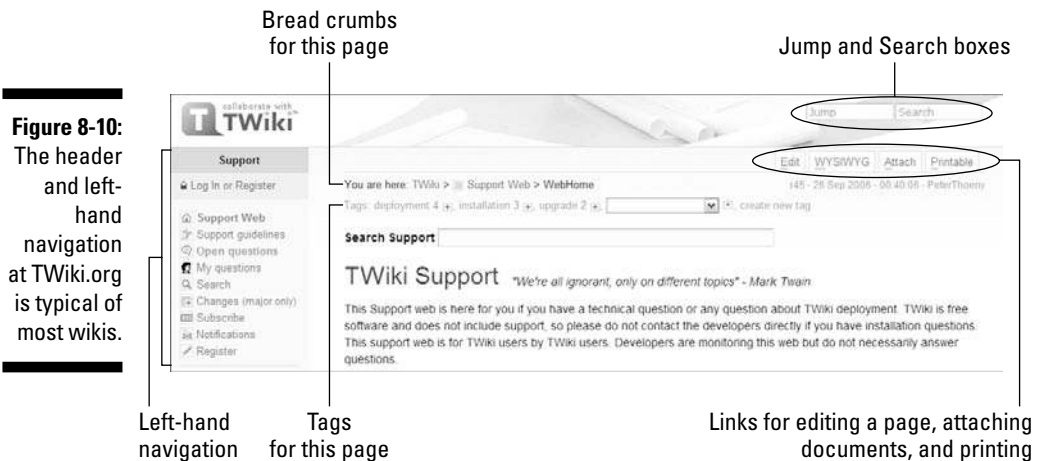 Bread crumbs
for this page
Jump and Search boxes
Figure 8-10:
The header
and left-
hand
navigation
at TWiki.org
is typical of
most wikis.
collaborate with
TWiki
Jump Search
Support
Edit WYSIWYG Attach Printable
Log In or Register
You are here: TWiki > Support Web > WebHome
r45 - 26 Sep 2008 - 00:40:06 - PeterThoeny
Tags: deployment 4, installation 3, upgrade 2, create new tag
Support Web
Support guidelines
Open questions
My questions
Search
Changes (major only)
Subscribe
Notifications
Register
Search Support
TWiki Support "We're all ignorant, only on different topics" - Mark Twain
This Support web is here for you if you have a technical question or any question about TWiki deployment. TWiki is free
software and does not include support, so please do not contact the developers directly if you have installation questions.
This support web is for TWiki users by TWiki users. Developers are monitoring this web but do not necessarily answer
questions.
Left-hand
navigation
Tags
for this page
Links for editing a page, attaching
documents, and printing